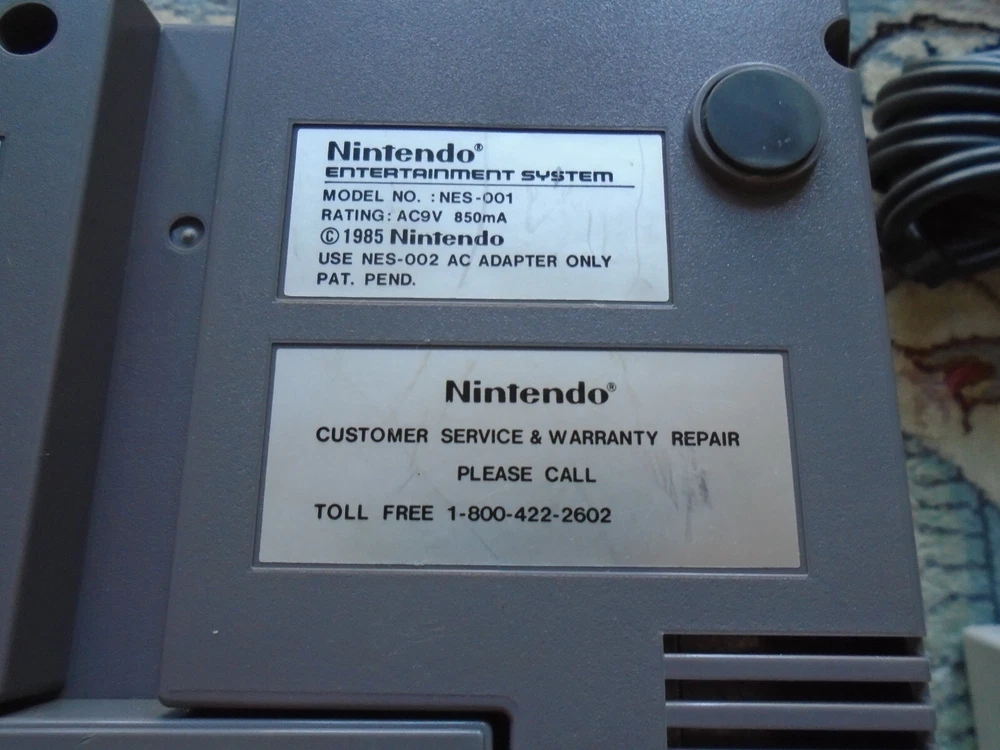 Nintendo®
ENTERTAINMENT SYSTEM
MODEL NO. : NES-001
RATING: AC9V 850mA
©1985 Nintendo
USE NES-002 AC ADAPTER ONLY
PAT. PEND.
Nintendo®
CUSTOMER SERVICE & WARRANTY REPAIR
PLEASE CALL
TOLL FREE 1-800-422-2602